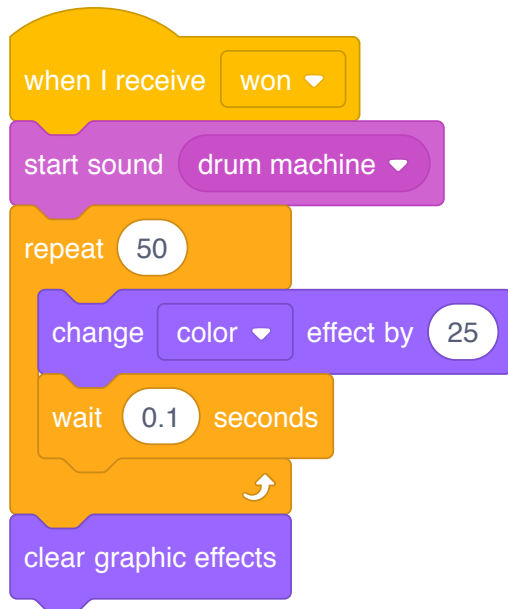 when I receive won
start sound drum machine
repeat 50
change color effect by 25
wait 0.1 seconds
clear graphic effects